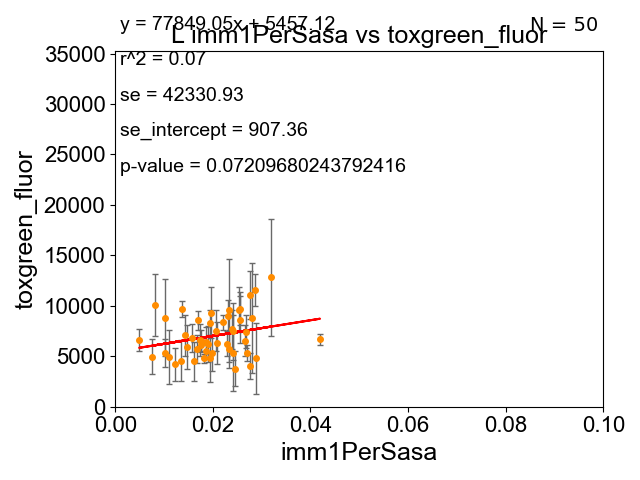 y = 77849.05x + 5457.12
N = 50
L imm1PerSasa vs toxgreen_fluor
r^2 = 0.07
se = 42330.93
se_intercept = 907.36
p-value = 0.07209680243792416
toxgreen_fluor
35000
30000
25000
20000
15000
10000
5000
0
0.00 0.02 0.04 0.06 0.08 0.10
imm1PerSasa